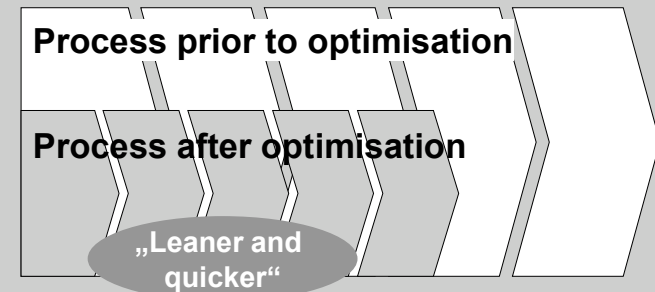 Process prior to optimisation
Process after optimisation
„Leaner and
quicker“